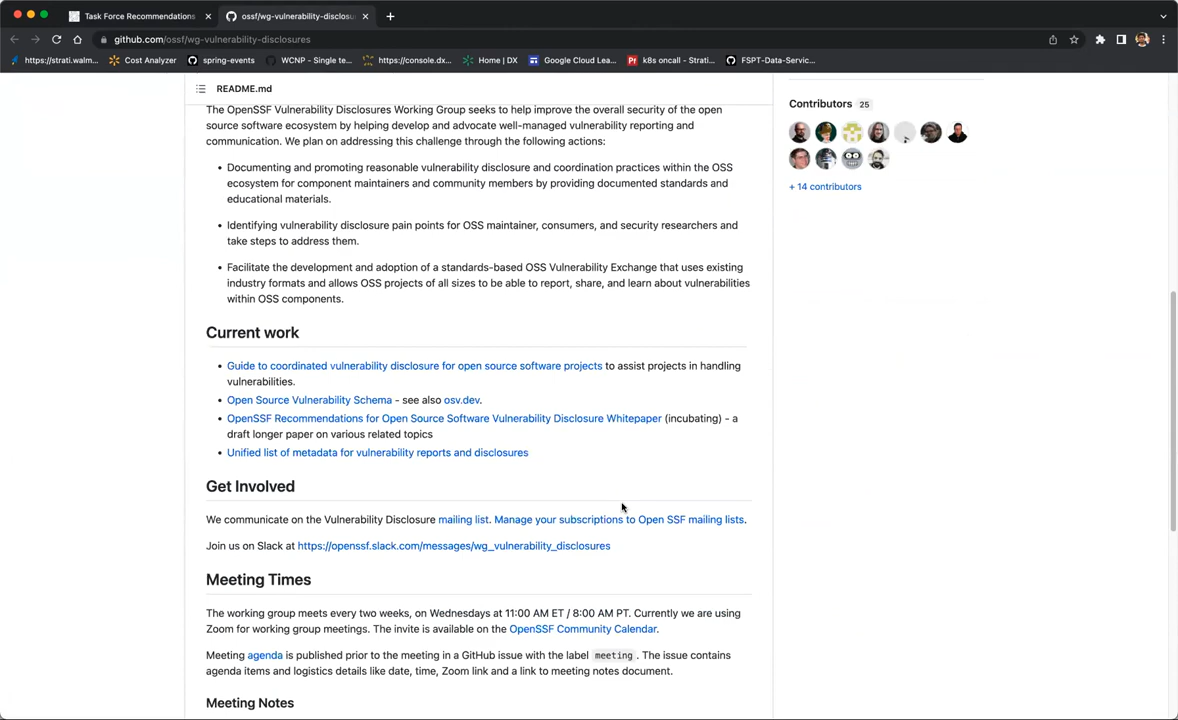 Task Force Recommendations
ossf/wg-vulnerability-disclosu
github.com/ossf/wg-vulnerability-disclosures
https://strati.walm... Cost Analyzer spring-events WCNP - Single te... https://console.dx... Home | DX Google Cloud Lea... k8s oncall - Strati... FSPT-Data-Servic...
README.md
The OpenSSF Vulnerability Disclosures Working Group seeks to help improve the overall security of the open
source software ecosystem by helping develop and advocate well-managed vulnerability reporting and
communication. We plan on addressing this challenge through the following actions:
Documenting and promoting reasonable vulnerability disclosure and coordination practices within the OSS
ecosystem for component maintainers and community members by providing documented standards and
educational materials.
Identifying vulnerability disclosure pain points for OSS maintainer, consumers, and security researchers and
take steps to address them.
Facilitate the development and adoption of a standards-based OSS Vulnerability Exchange that uses existing
industry formats and allows OSS projects of all sizes to be able to report, share, and learn about vulnerabilities
within OSS components.
Current work
Guide to coordinated vulnerability disclosure for open source software projects to assist projects in handling
vulnerabilities.
Open Source Vulnerability Schema - see also osv.dev.
OpenSSF Recommendations for Open Source Software Vulnerability Disclosure Whitepaper (incubating) - a
draft longer paper on various related topics
Unified list of metadata for vulnerability reports and disclosures
Get Involved
We communicate on the Vulnerability Disclosure mailing list. Manage your subscriptions to Open SSF mailing lists.
Join us on Slack at https://openssf.slack.com/messages/wg_vulnerability_disclosures
Meeting Times
The working group meets every two weeks, on Wednesdays at 11:00 AM ET / 8:00 AM PT. Currently we are using
Zoom for working group meetings. The invite is available on the OpenSSF Community Calendar.
Meeting agenda is published prior to the meeting in a GitHub issue with the label meeting. The issue contains
agenda items and logistics details like date, time, Zoom link and a link to meeting notes document.
Meeting Notes
Contributors 25
+ 14 contributors